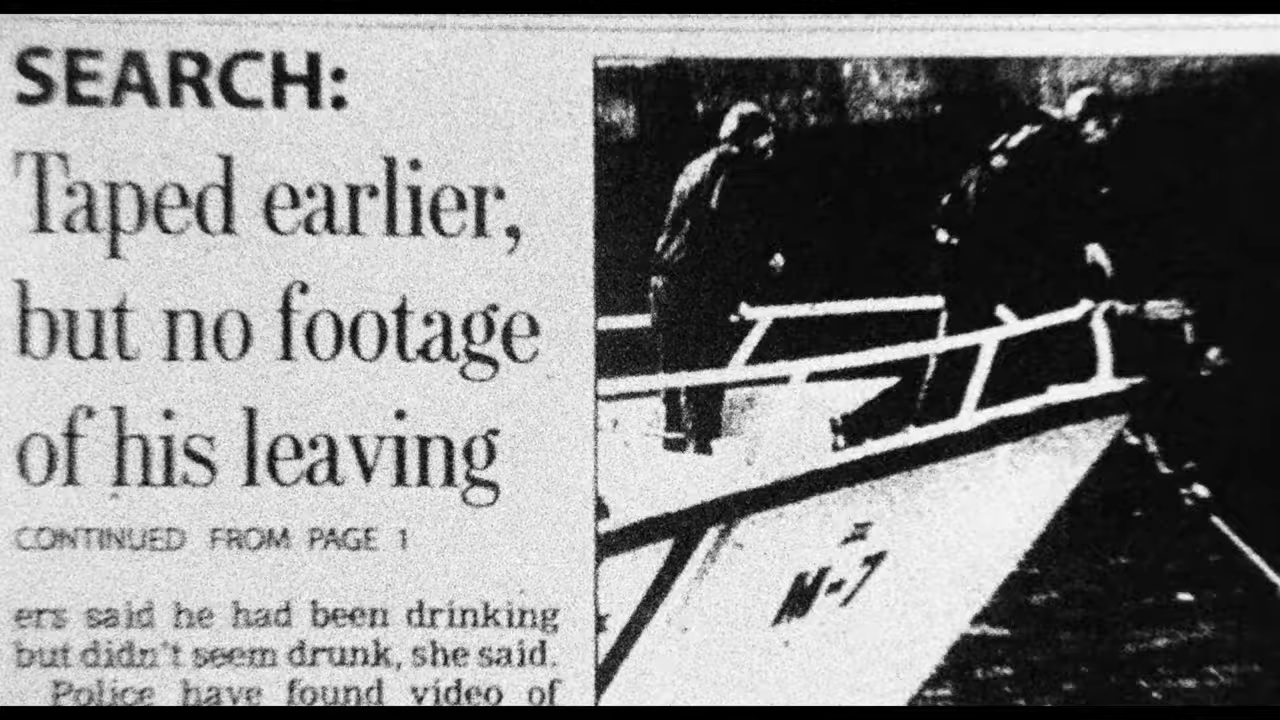 SEARCH:
Taped earlier,
but no footage
of his leaving
CONTINUED FROM PAGE 1
ers said he had been drinking
but didn't seem drunk, she said.
Police have found video of
M-7